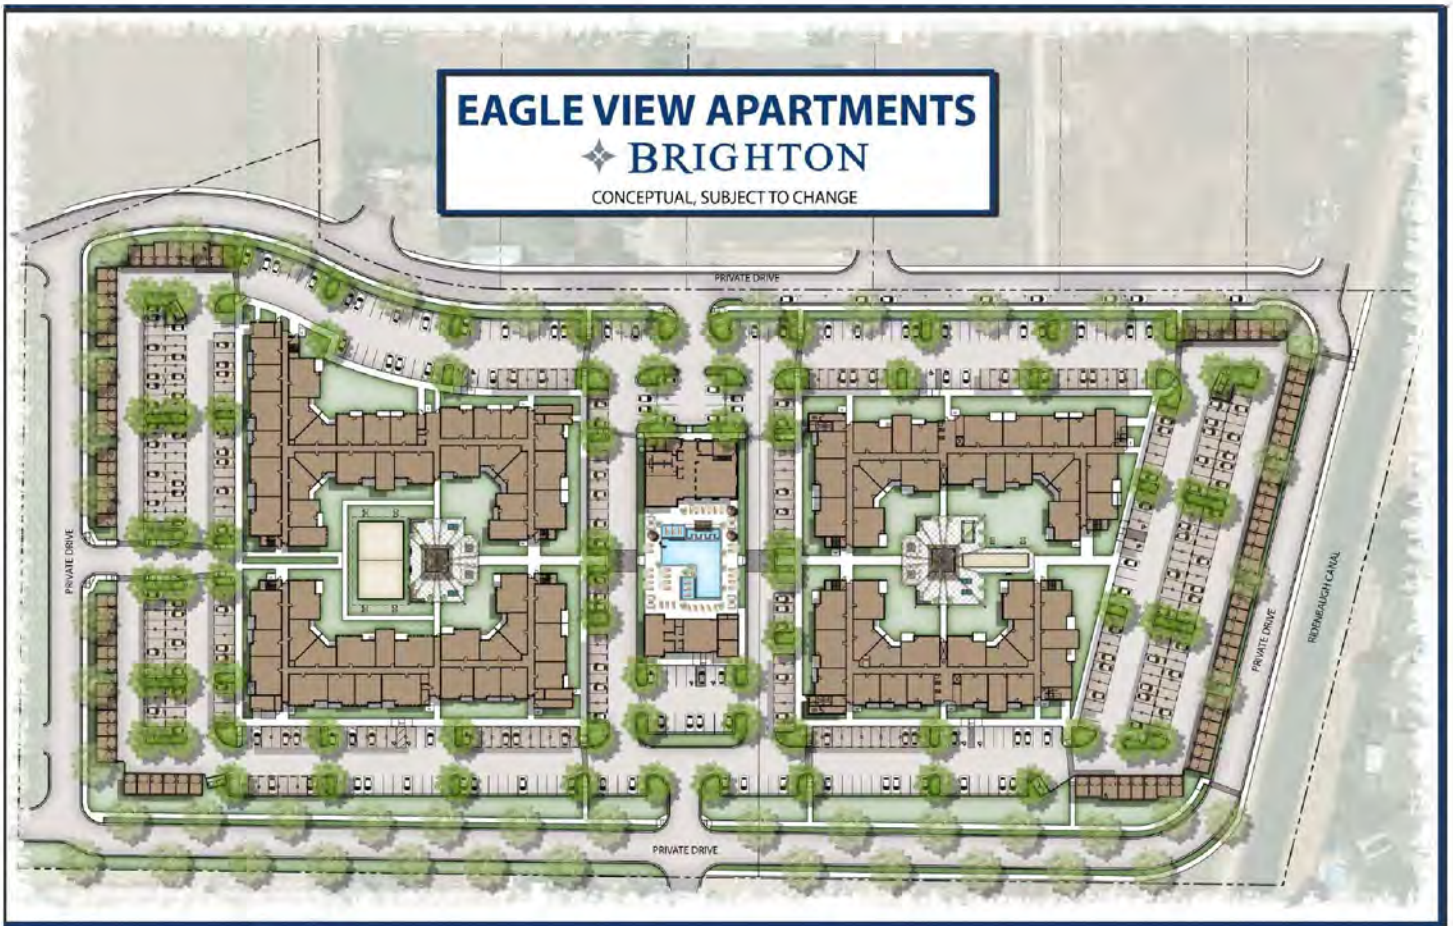 EAGLE VIEW APARTMENTS
BRIGHTON
CONCEPTUAL, SUBJECT TO CHANGE
PRIVATE DRIVE
PRIVATE DRIVE
RIDENBAUGH CANAL
PRIVATE DRIVE
PRIVATE DRIVE